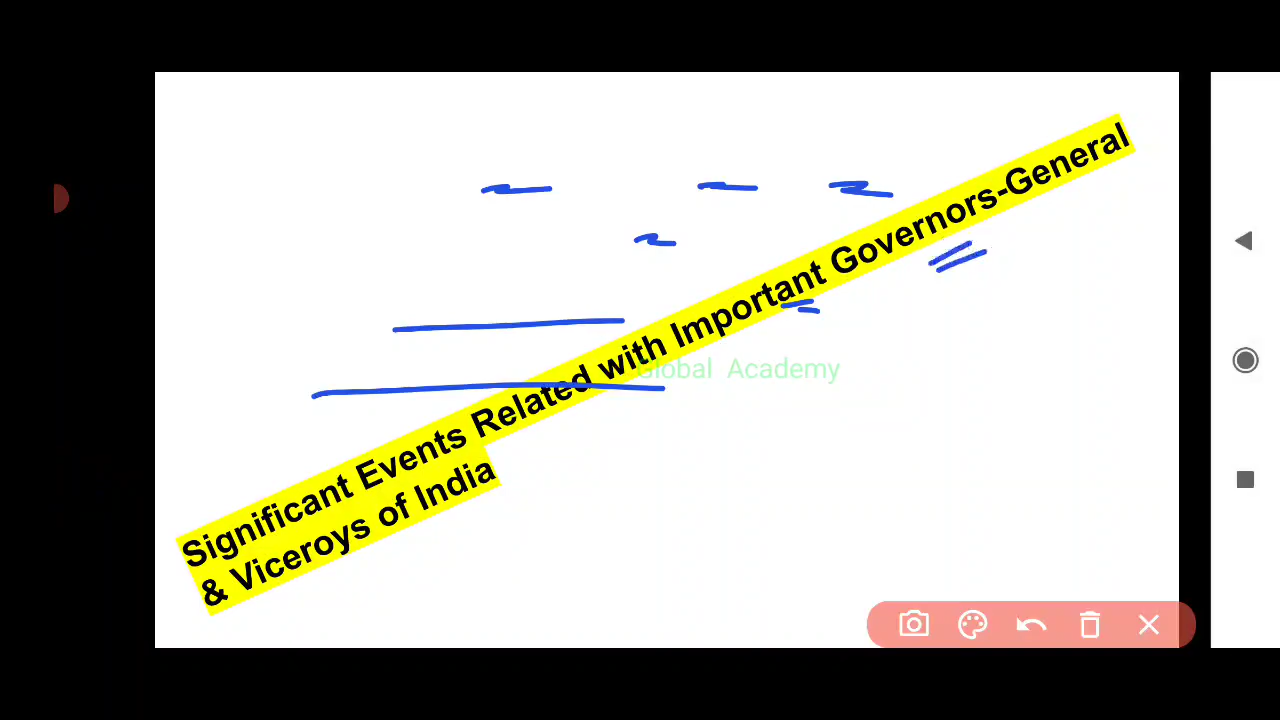 Significant Events Related with Important Governors-General
& Viceroys of India
Global Academy